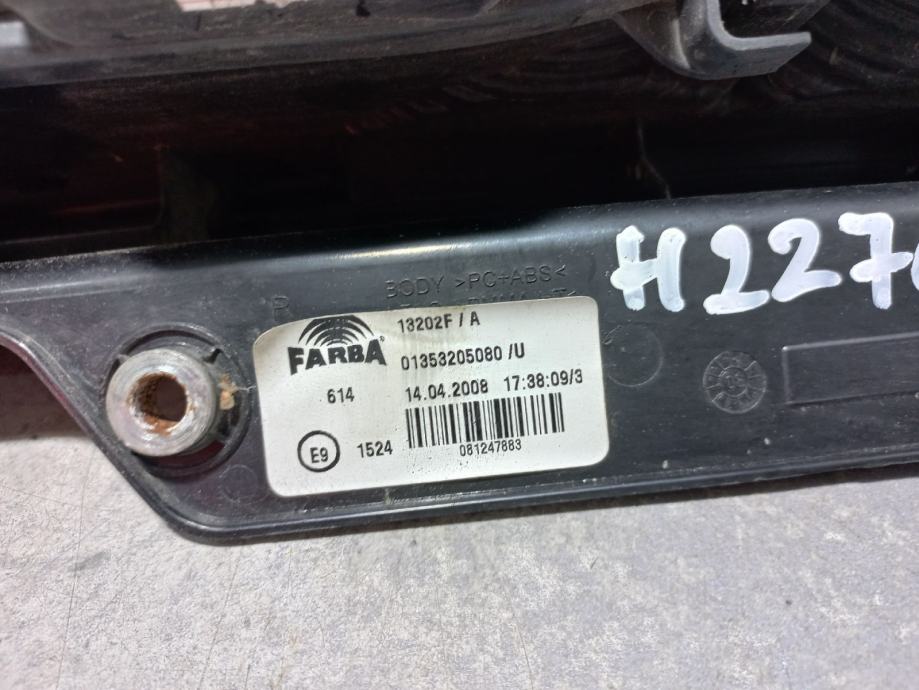 BODY >PC+ABS<
R
H227
FARBA
13202F / A
01353205080 /U
614
14.04.2008 17:38:09/3
E9
1524
081247883